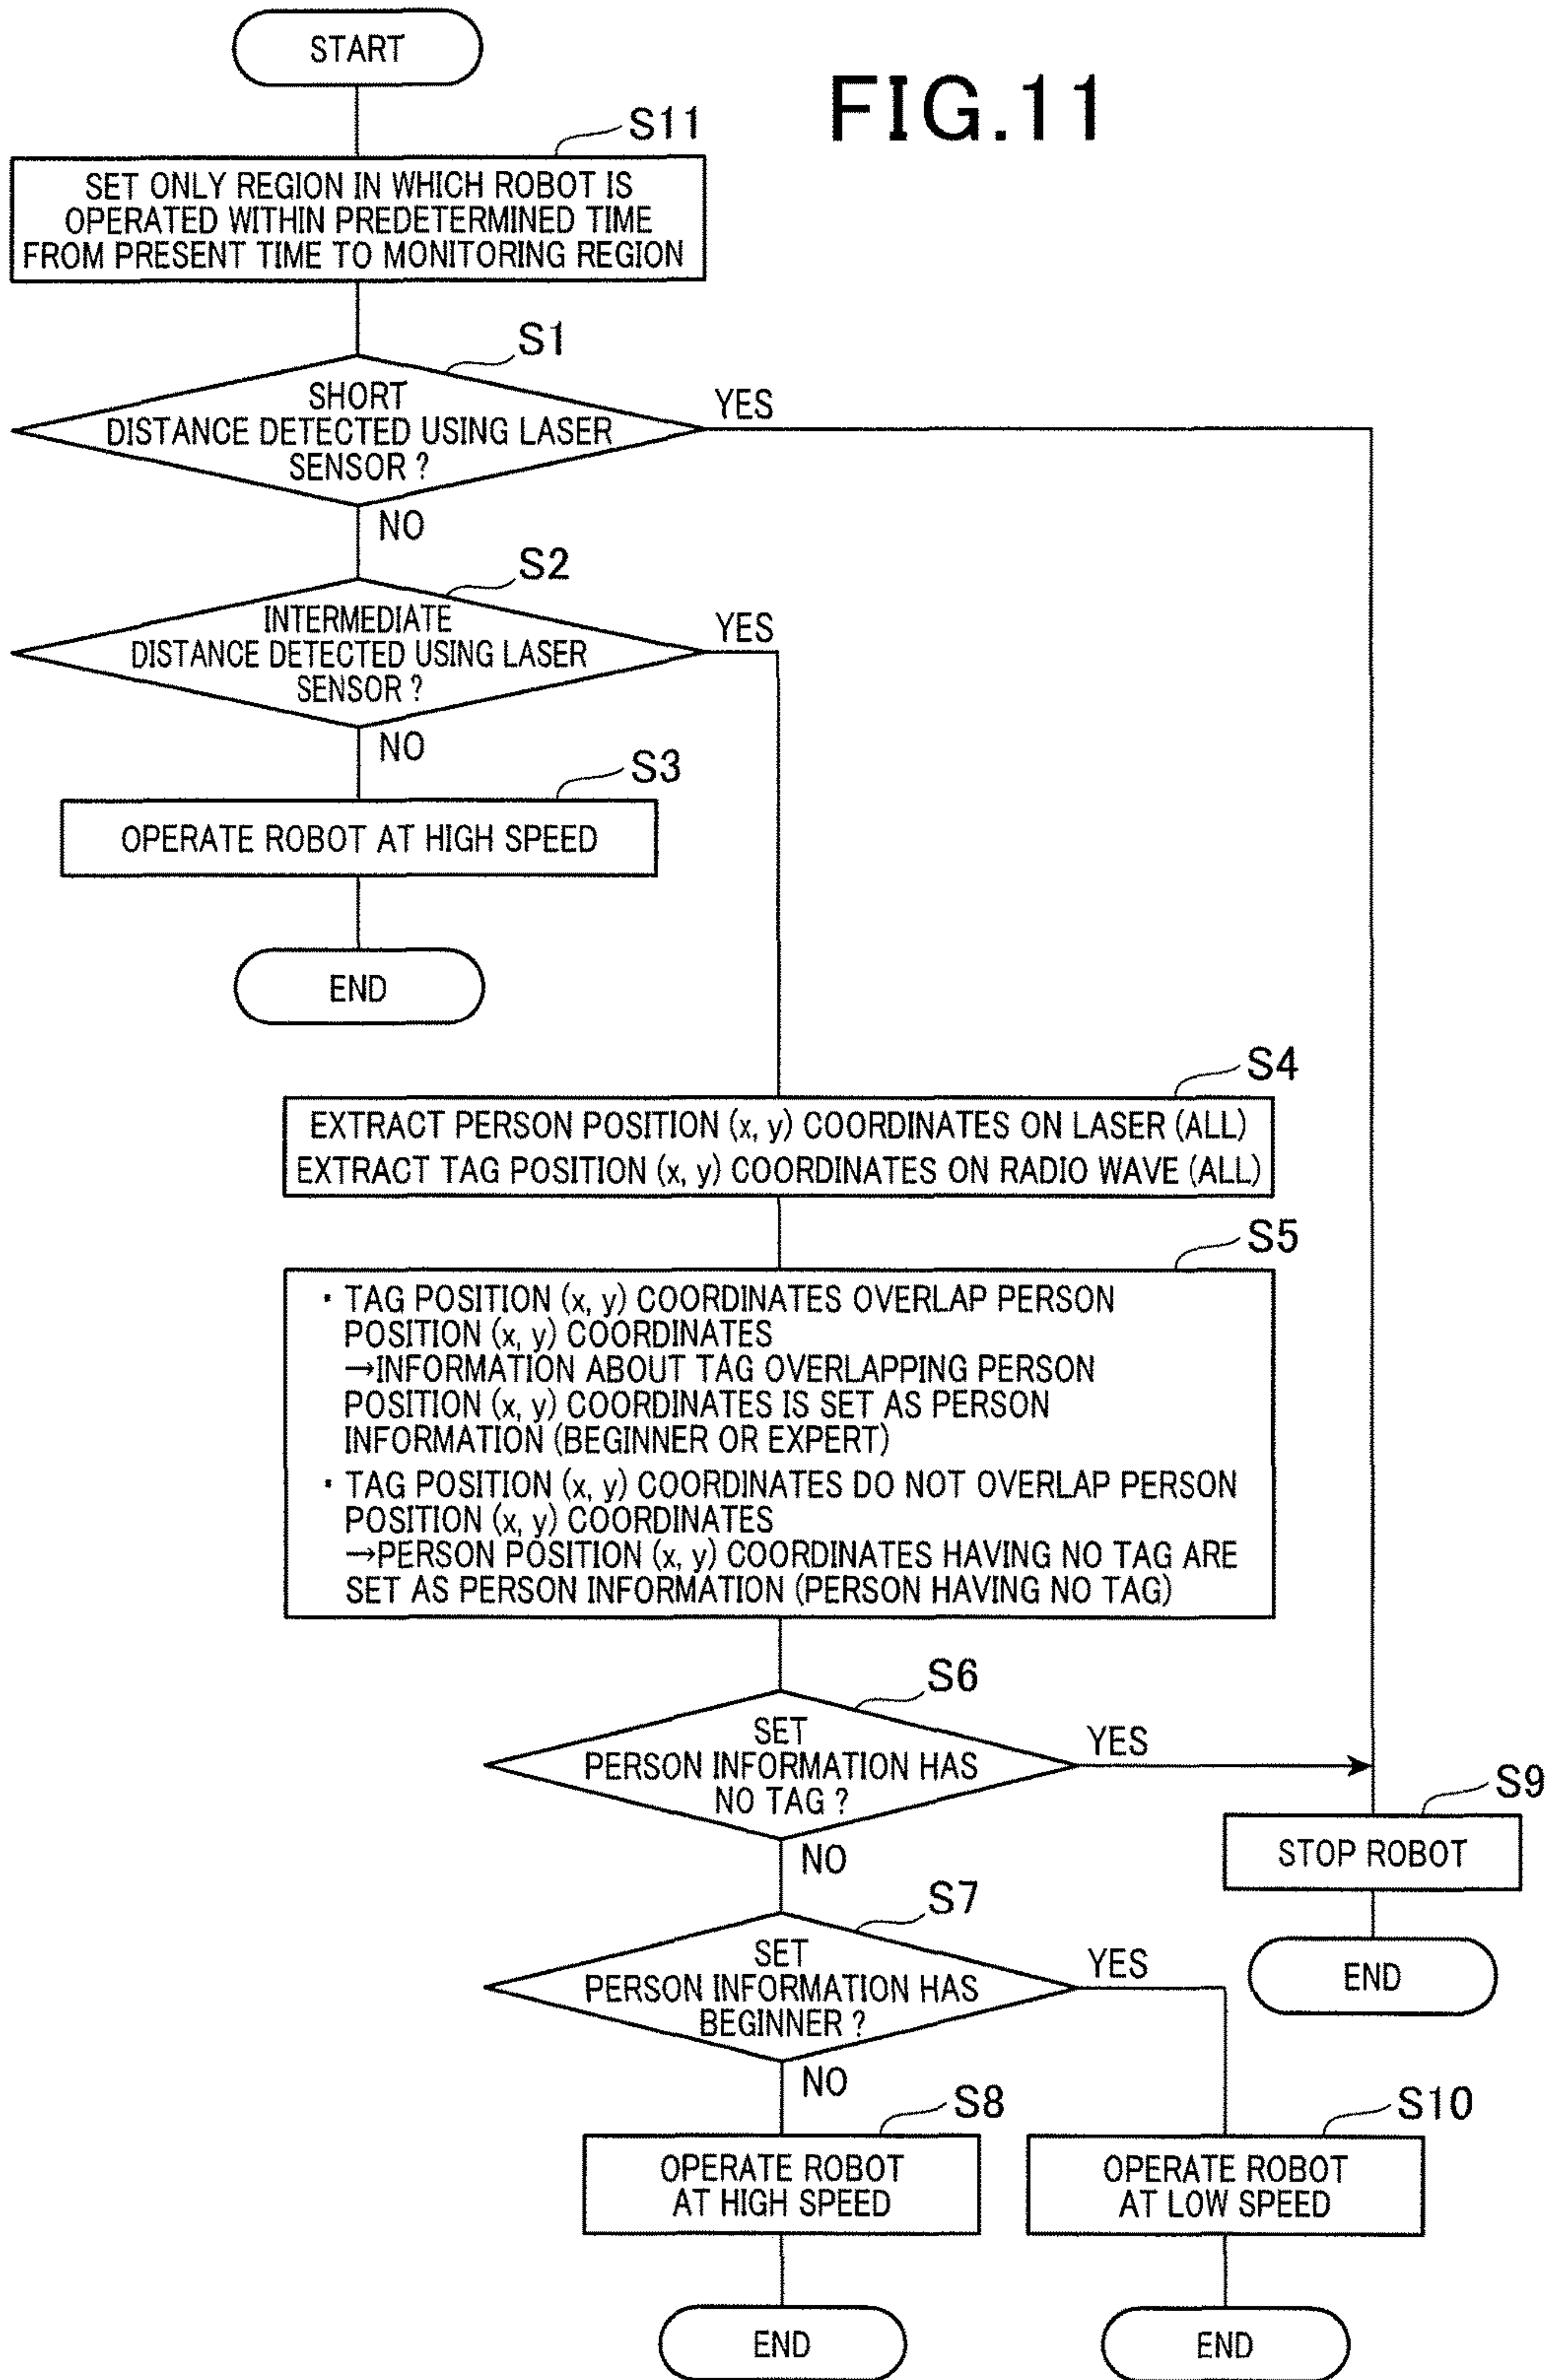 START
FIG.11
S11
SET ONLY REGION IN WHICH ROBOT IS
OPERATED WITHIN PREDETERMINED TIME
FROM PRESENT TIME TO MONITORING REGION
S1
SHORT
DISTANCE DETECTED USING LASER
SENSOR ?
YES
NO
S2
INTERMEDIATE
DISTANCE DETECTED USING LASER
SENSOR ?
YES
NO
S3
OPERATE ROBOT AT HIGH SPEED
END
S4
EXTRACT PERSON POSITION (x, y) COORDINATES ON LASER (ALL)
EXTRACT TAG POSITION (x, y) COORDINATES ON RADIO WAVE (ALL)
S5
・ TAG POSITION (x, y) COORDINATES OVERLAP PERSON
POSITION (x, y) COORDINATES
→INFORMATION ABOUT TAG OVERLAPPING PERSON
POSITION (x, y) COORDINATES IS SET AS PERSON
INFORMATION (BEGINNER OR EXPERT)
・ TAG POSITION (x, y) COORDINATES DO NOT OVERLAP PERSON
POSITION (x, y) COORDINATES
→PERSON POSITION (x, y) COORDINATES HAVING NO TAG ARE
SET AS PERSON INFORMATION (PERSON HAVING NO TAG)
S6
SET
PERSON INFORMATION HAS
NO TAG ?
YES
NO
S9
STOP ROBOT
END
S7
SET
PERSON INFORMATION HAS
BEGINNER ?
YES
NO
S8
OPERATE ROBOT
AT HIGH SPEED
END
S10
OPERATE ROBOT
AT LOW SPEED
END